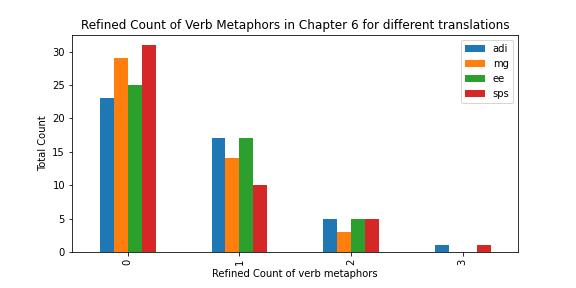 Refined Count of Verb Metaphors in Chapter 6 for different translations
adi
mg
ee
sps
Total Count
30
25
20
15
10
5
0
0
1
2
3
Refined Count of verb metaphors